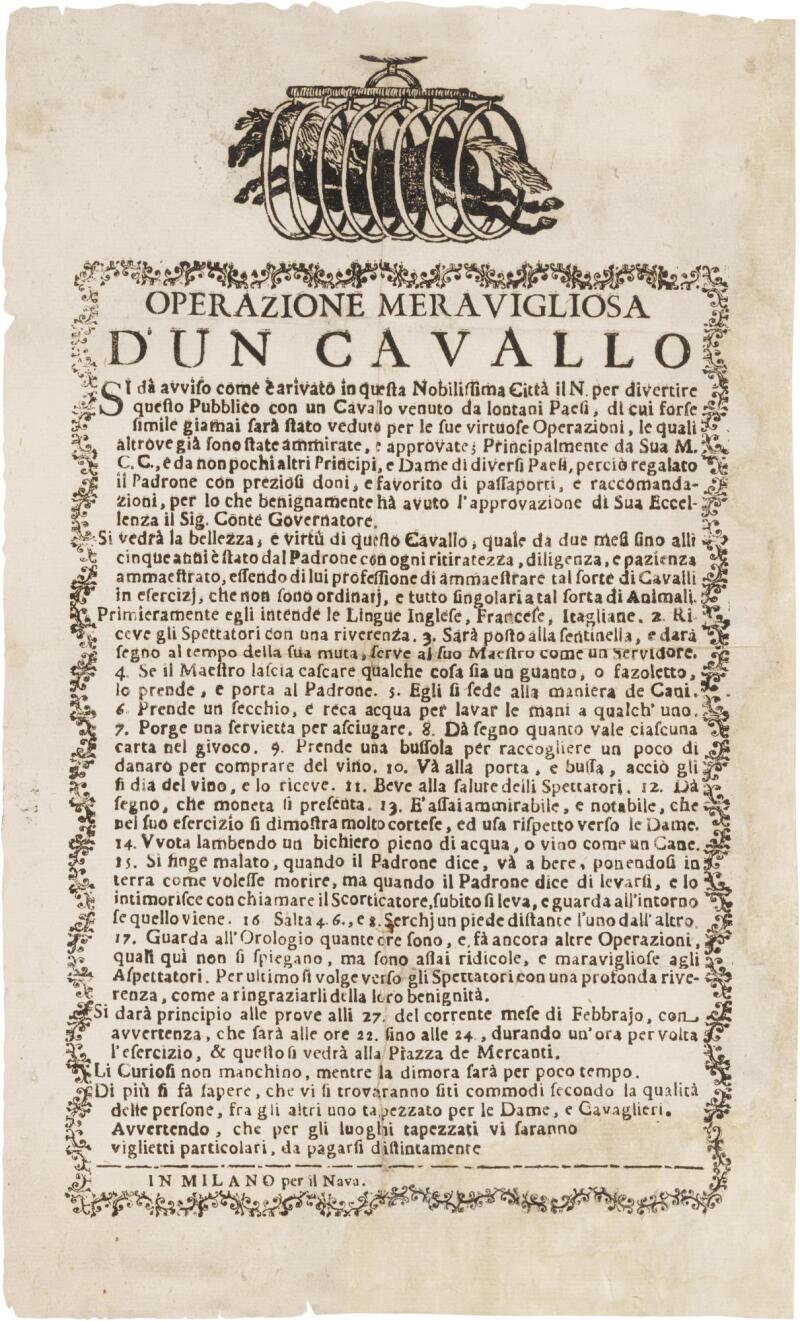 OPERAZIONE MERAVIGLIOSA
D'UN CAVALLO
SI dà avviſo come è arivato in queſta Nobiliſſima Città il N. per divertire
queſto Pubblico con un Cavallo venuto da lontani Paeſi, di cui forſe
ſimile giamai ſarà ſtato veduto per le ſue virtuoſe Operazioni, le quali
altrove già ſono ſtate ammirate, e approvate; Principalmente da Sua M.
C. C., e da non pochi altri Principi, e Dame di diverſi Paeſi, perciò regalato
il Padrone con prezioſi doni, e favorito di paſſaporti, e raccomanda-
zioni, per lo che benignamente hà avuto l'approvazione di Sua Eccel-
lenza il Sig. Conte Governatore.
Si vedrà la bellezza, e virtù di queſto Cavallo, quale da due meſi ſino alli
cinque anni è ſtato dal Padrone con ogni ritiratezza, diligenza, e pazienza
ammaeſtrato, eſſendo di lui profeſſione di ammaeſtrare tal ſorte di Cavalli
in eſercizj, che non ſono ordinarj, e tutto ſingolari a tal ſorta di Animali.
Primieramente egli intende le Lingue Ingleſe, Franceſe, Itagliane. 2. Ri-
ceve gli Spettatori con una riverenza. 3. Sarà poſto alla ſentinella, e darà
ſegno al tempo della ſua muta, ſerve al ſuo Maeſtro come un ſervidore.
4. Se il Maeſtro laſcia caſcare qualche coſa ſia un guanto, o fazoletto,
lo prende, e porta al Padrone. 5. Egli ſi ſede alla maniera de Cani.
6. Prende un ſecchio, e reca acqua per lavar le mani a qualch' uno.
7. Porge una ſervietta per aſciugare. 8. Dà ſegno quanto vale ciaſcuna
carta nel givoco. 9. Prende una buſſola per raccogliere un poco di
danaro per comprare del vino. 10. Và alla porta, e buſſa, acciò gli
ſi dia del vino, e lo riceve. 11. Beve alla ſalute delli Spettatori. 12. Dà
ſegno, che moneta ſi preſenta. 13. E' aſſai ammirabile, e notabile, che
nel ſuo eſercizio ſi dimoſtra molto corteſe, ed uſa riſpetto verſo le Dame.
14. Vvota lambendo un bichiero pieno di acqua, o vino come un Cane.
15. Si finge malato, quando il Padrone dice, và a bere, ponendoſi in
terra come voleſſe morire, ma quando il Padrone dice di levarſi, e lo
intimoriſce con chiamare il Scorticatore, ſubito ſi leva, e guarda all'intorno
ſe quello viene. 16 Salta 4. 6., e 8. Serchj un piede diſtante l'uno dall'altro.
17. Guarda all'Orologio quante ore ſono, e fà ancora altre Operazioni,
quali quì non ſi ſpiegano, ma ſono aſſai ridicole, e maraviglioſe agli
Aſpettatori. Per ultimo ſi volge verſo gli Spettatori con una profonda rive-
renza, come a ringraziarli della loro benignità.
Si darà principio alle prove alli 27. del corrente meſe di Febbrajo, con
avvertenza, che ſarà alle ore 22. ſino alle 24., durando un'ora per volta
l'eſercizio, & queſto ſi vedrà alla Piazza de Mercanti.
Li Curioſi non manchino, mentre la dimora ſarà per poco tempo.
Di più ſi fà ſapere, che vi ſi trovaranno ſiti commodi ſecondo la qualità
delle perſone, fra gli altri uno tapezzato per le Dame, e Cavaglieri.
Avvertendo, che per gli luoghi tapezzati vi ſaranno
viglietti particolari, da pagarſi diſtintamente
IN MILANO per il Nava.